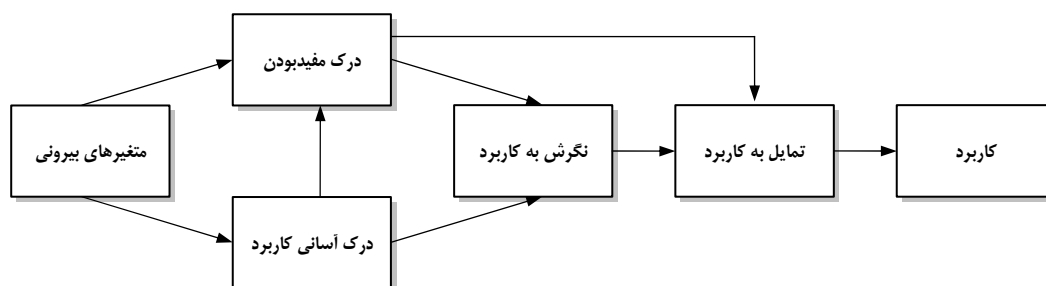 درک مفیدبودن
متغیرهای بیرونی
نگرش به کاربرد
تمایل به کاربرد
کاربرد
درک آسانی کاربرد